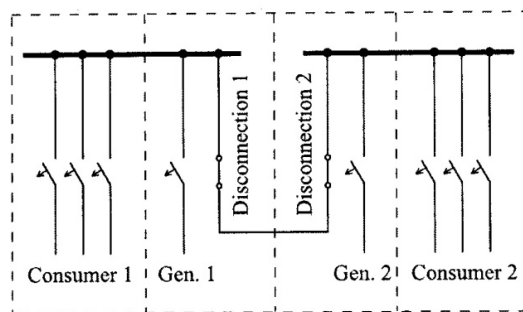 Disconnection 1
Disconnection 2
Consumer 1
Gen. 1
Gen. 2
Consumer 2